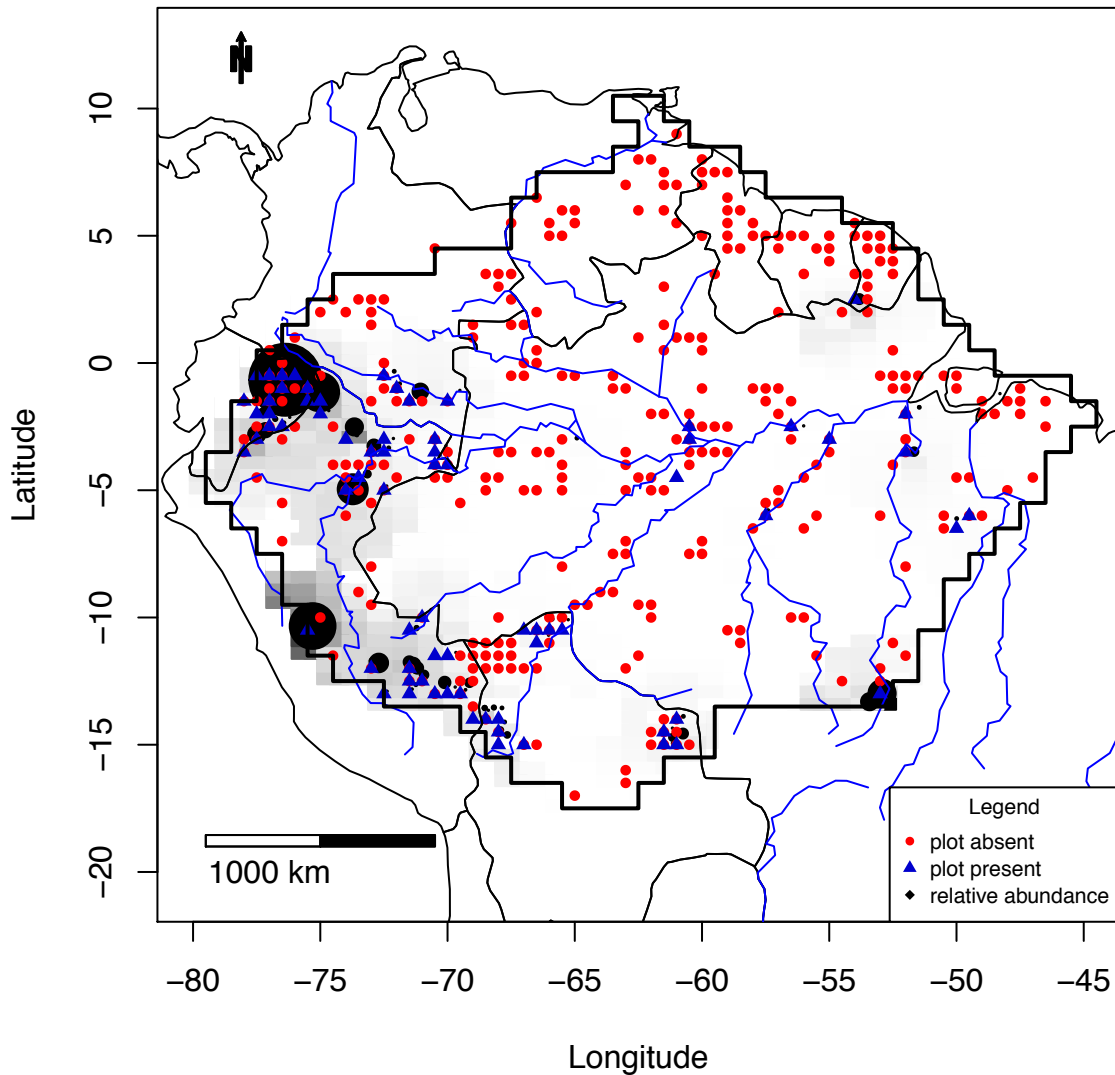 N
10
5
0
−5
−10
−15
−20
Latitude
1000 km
Legend
plot absent
plot present
relative abundance
−80 −75 −70 −65 −60 −55 −50 −45
Longitude